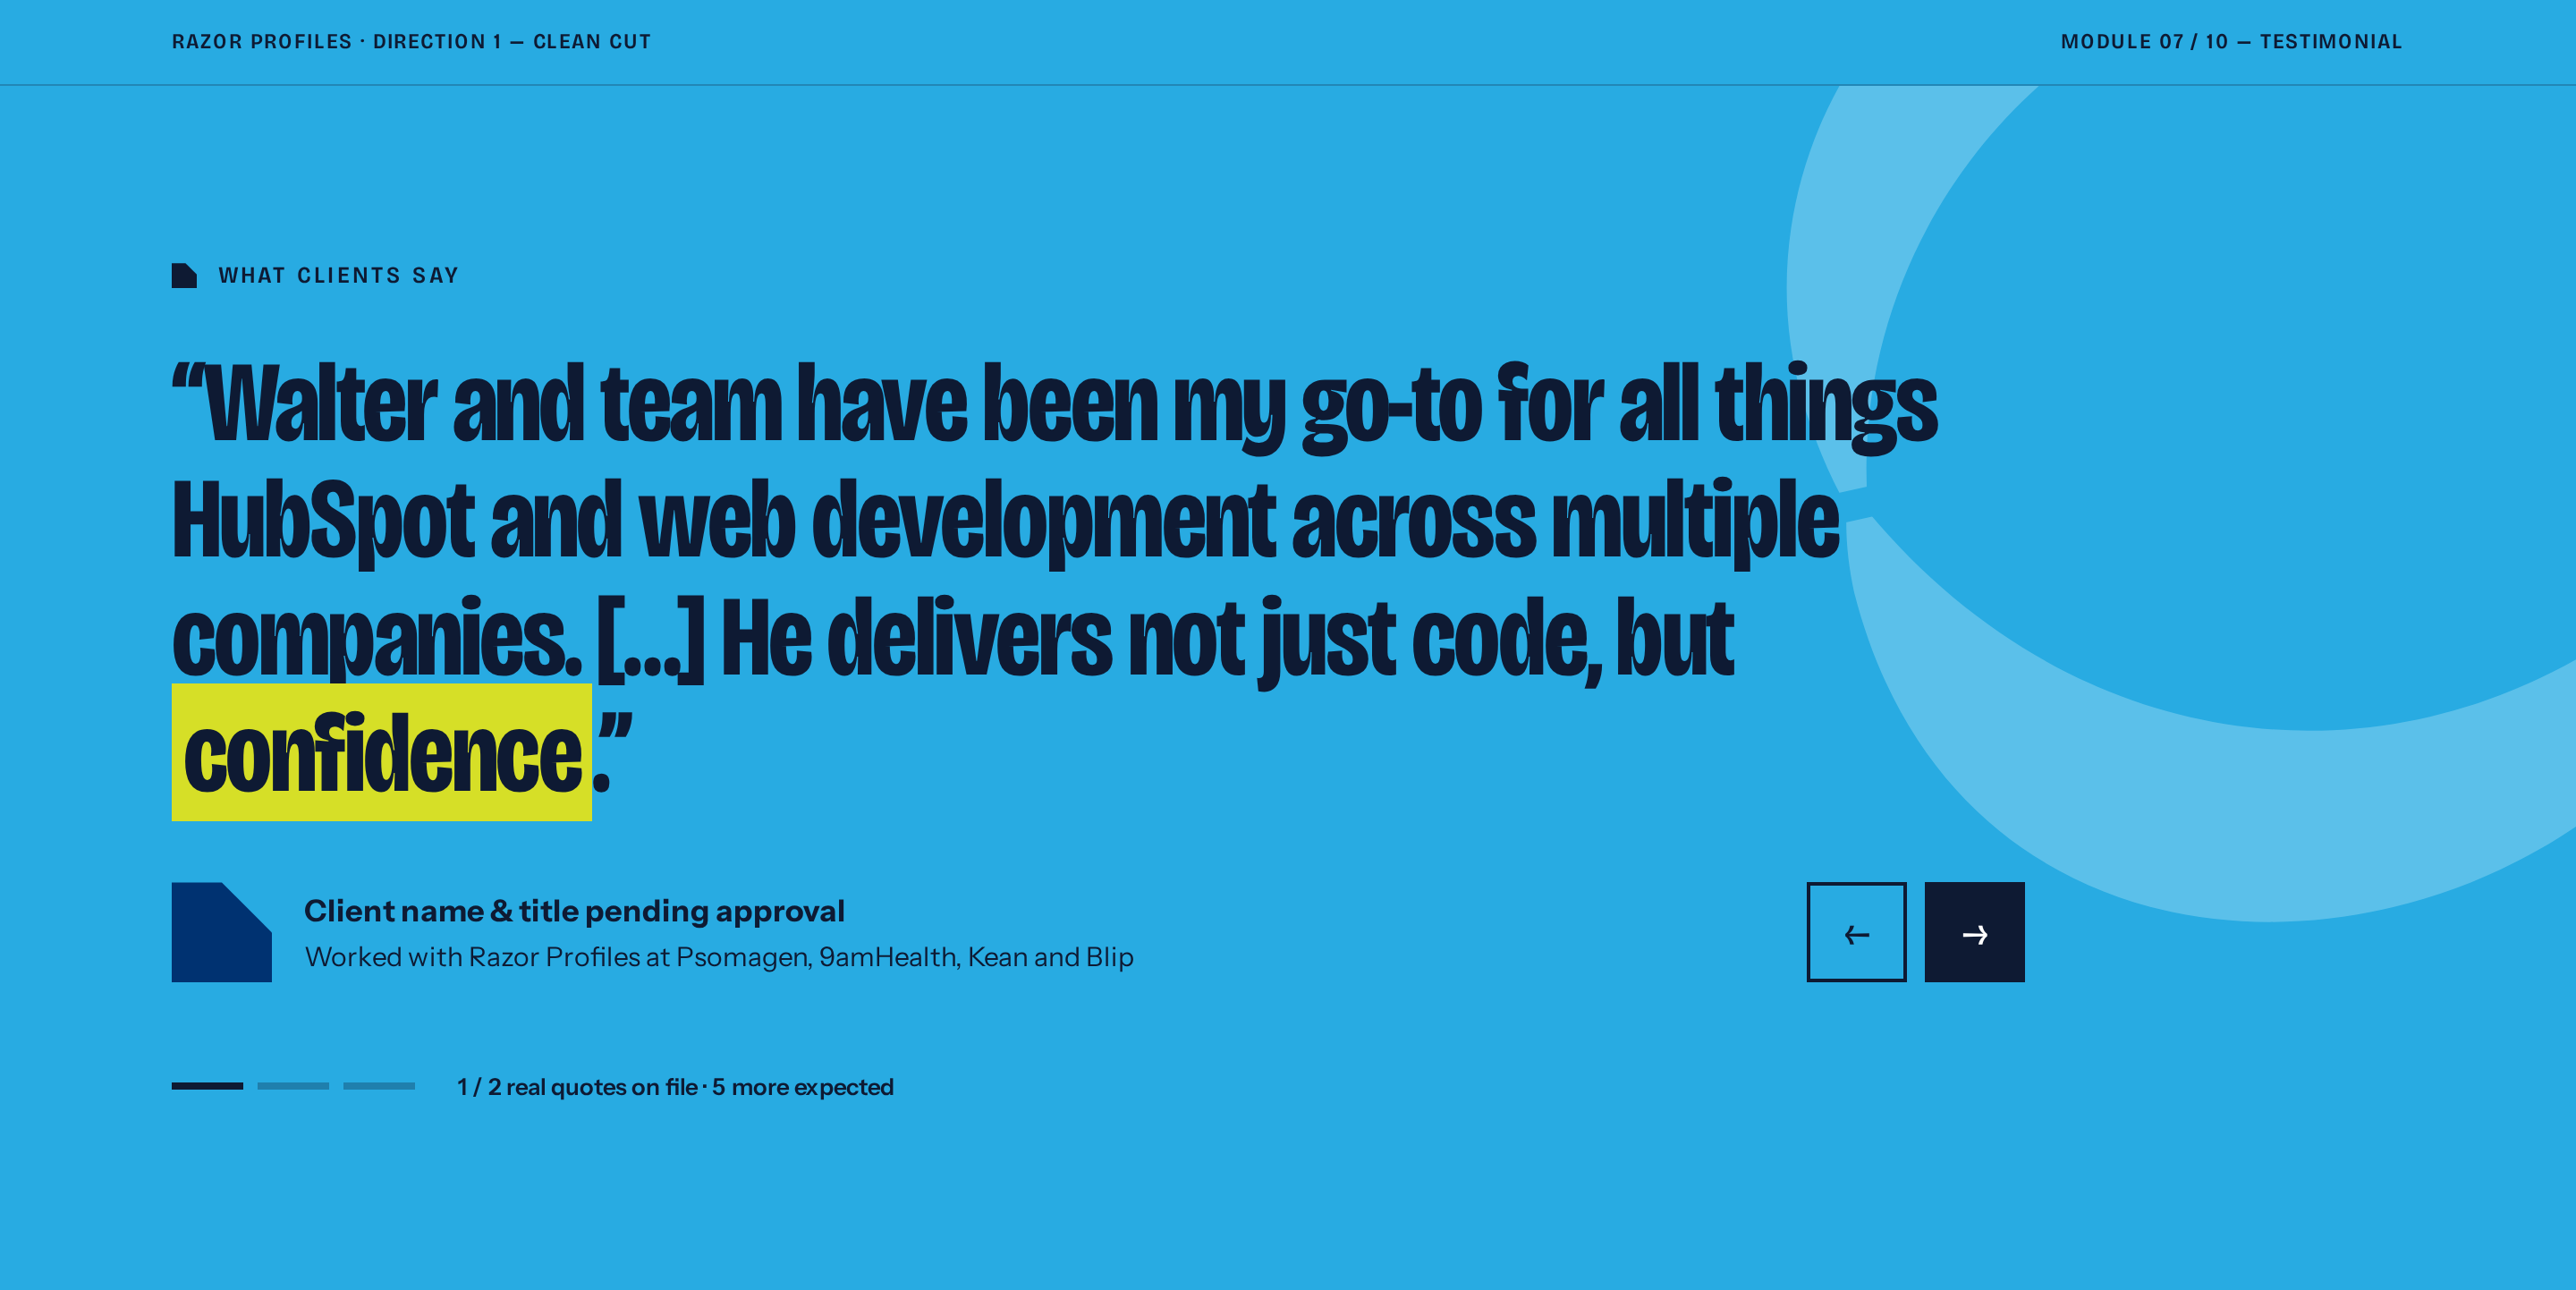 RAZOR PROFILES · DIRECTION 1 — CLEAN CUT
MODULE 07 / 10 — TESTIMONIAL
WHAT CLIENTS SAY
“Walter and team have been my go-to for all things
HubSpot and web development across multiple
companies. [...] He delivers not just code, but
confidence.”
Client name & title pending approval
Worked with Razor Profiles at Psomagen, 9amHealth, Kean and Blip
← →
1 / 2 real quotes on file · 5 more expected